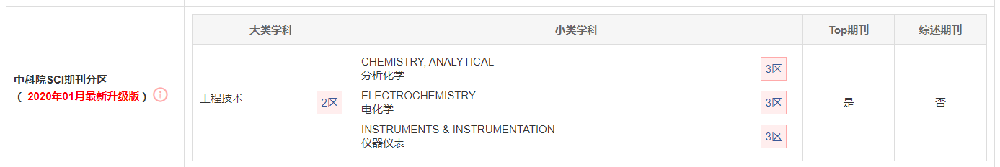 大类学科
小类学科
Top期刊
综述期刊
中科院SCI期刊分区
（ 2020年01月最新升级版）
工程技术
2区
CHEMISTRY, ANALYTICAL
分析化学
3区
ELECTROCHEMISTRY
电化学
3区
INSTRUMENTS & INSTRUMENTATION
仪器仪表
3区
是
否